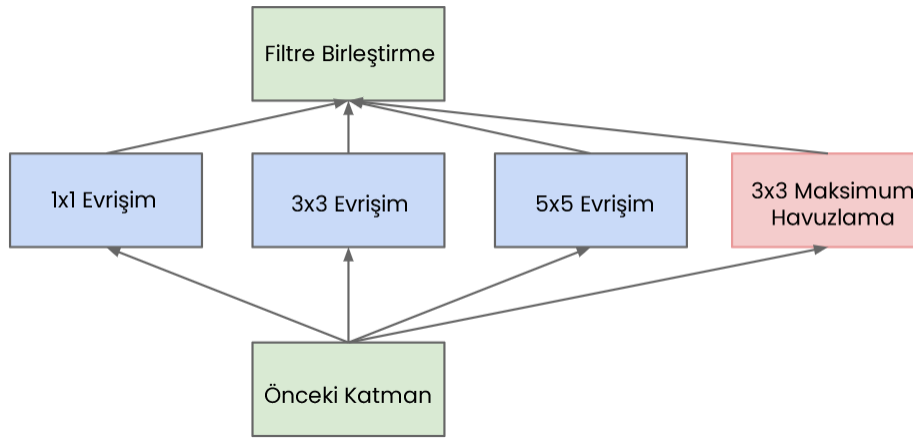 Filtre Birleştirme
1x1 Evrişim
3x3 Evrişim
5x5 Evrişim
3x3 Maksimum
Havuzlama
Önceki Katman